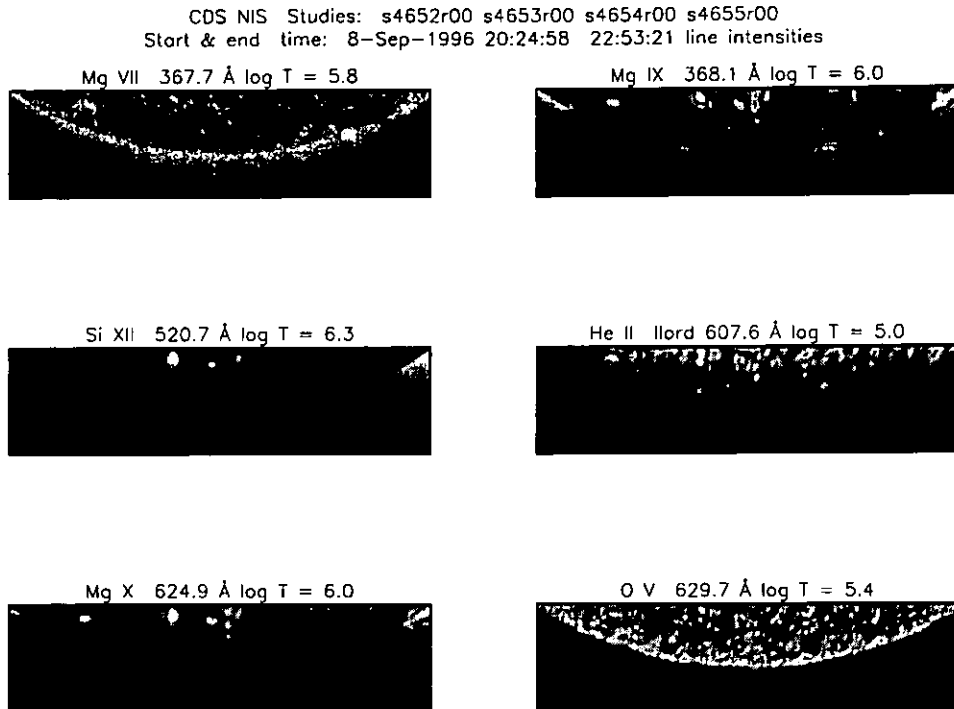 CDS NIS Studies: s4652r00 s4653r00 s4654r00 s4655r00
Start & end time: 8-Sep-1996 20:24:58 22:53:21 line intensities
Mg VII 367.7 Å log T = 5.8
Mg IX 368.1 Å log T = 6.0
Si XII 520.7 Å log T = 6.3
He II IIord 607.6 Å log T = 5.0
Mg X 624.9 Å log T = 6.0
O V 629.7 Å log T = 5.4